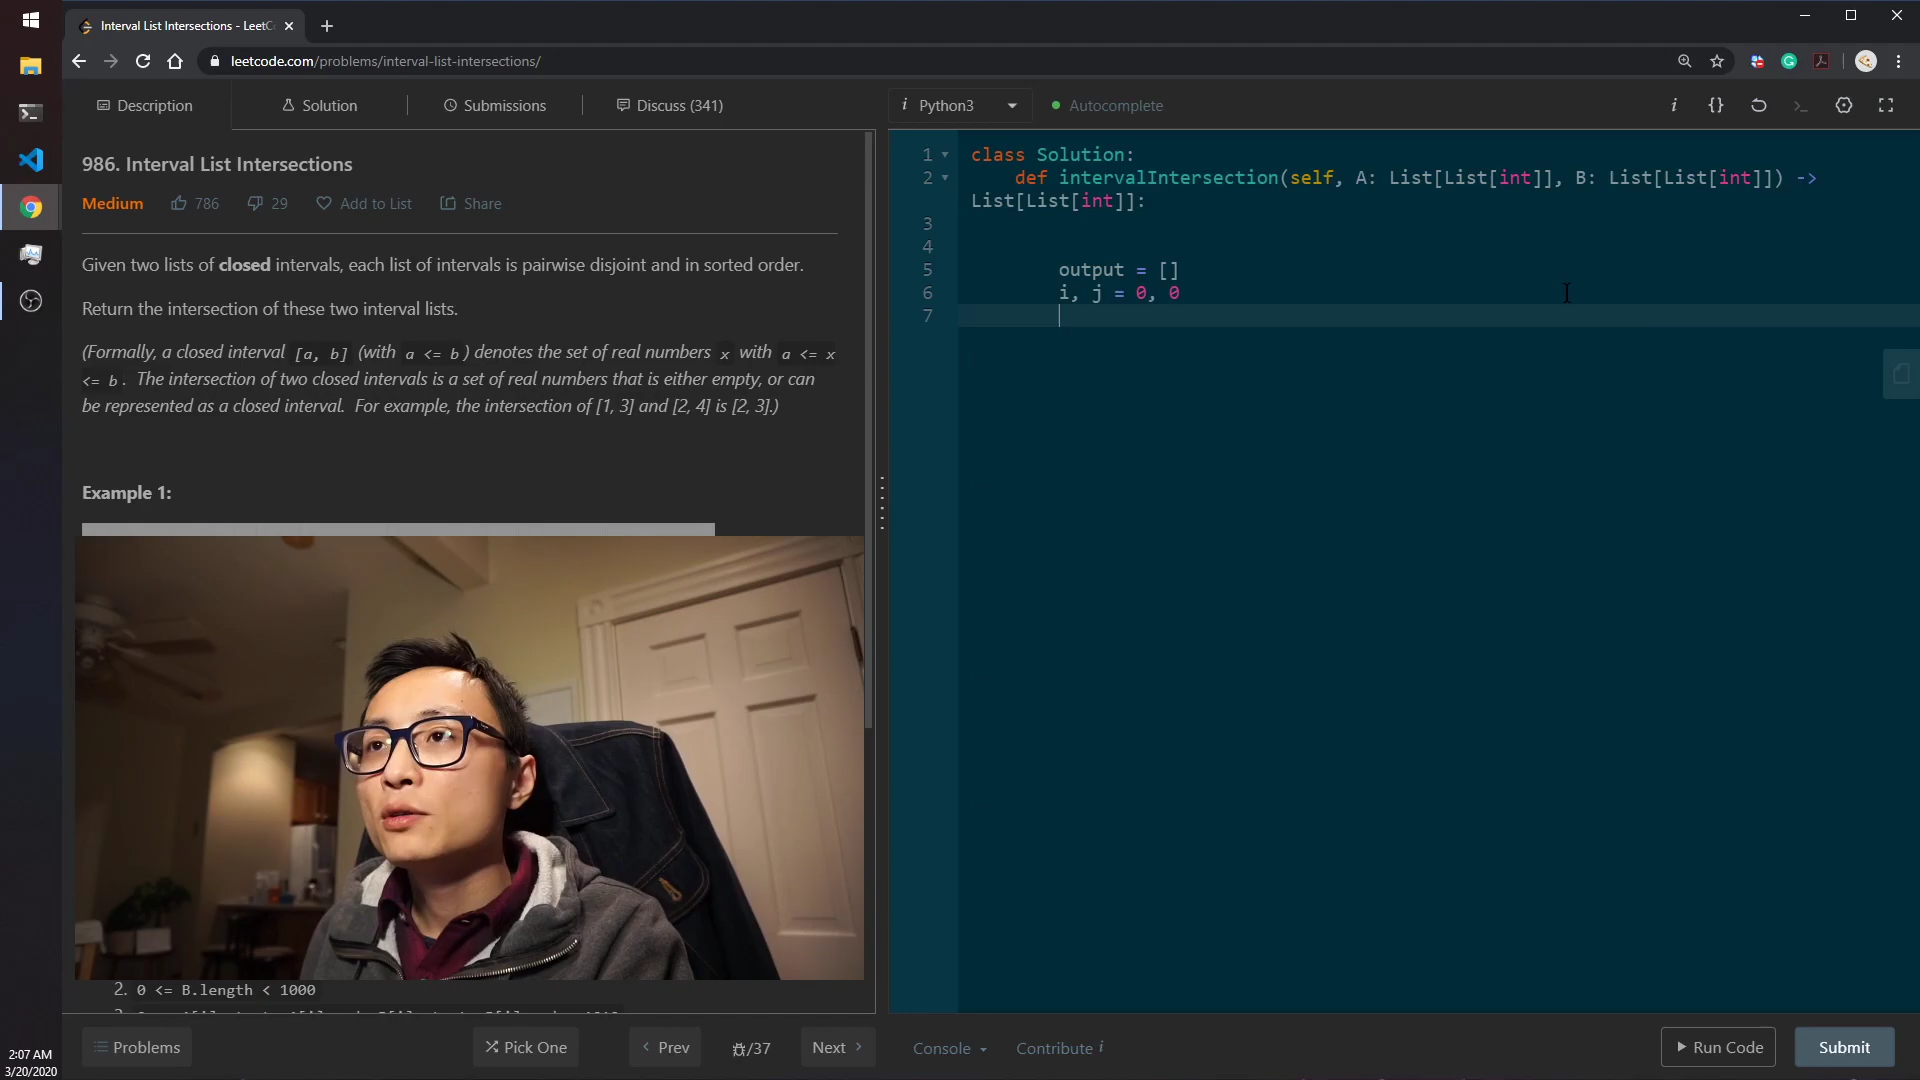 Interval List Intersections - LeetC
leetcode.com/problems/interval-list-intersections/
Description
Solution
Submissions
Discuss (341)
i Python3
Autocomplete
986. Interval List Intersections
Medium
786
29
Add to List
Share
Given two lists of closed intervals, each list of intervals is pairwise disjoint and in sorted order.
Return the intersection of these two interval lists.
(Formally, a closed interval [a, b] (with a <= b) denotes the set of real numbers x with a <= x
<= b. The intersection of two closed intervals is a set of real numbers that is either empty, or can
be represented as a closed interval. For example, the intersection of [1, 3] and [2, 4] is [2, 3].)
Example 1:
2. 0 <= B.length < 1000
1 class Solution:
2 def intervalIntersection(self, A: List[List[int]], B: List[List[int]]) ->
List[List[int]]:
3
4
5 output = []
6 i, j = 0, 0
7
Problems
Pick One
Prev
/37
Next
Console
Contribute i
Run Code
Submit
2:07 AM
3/20/2020